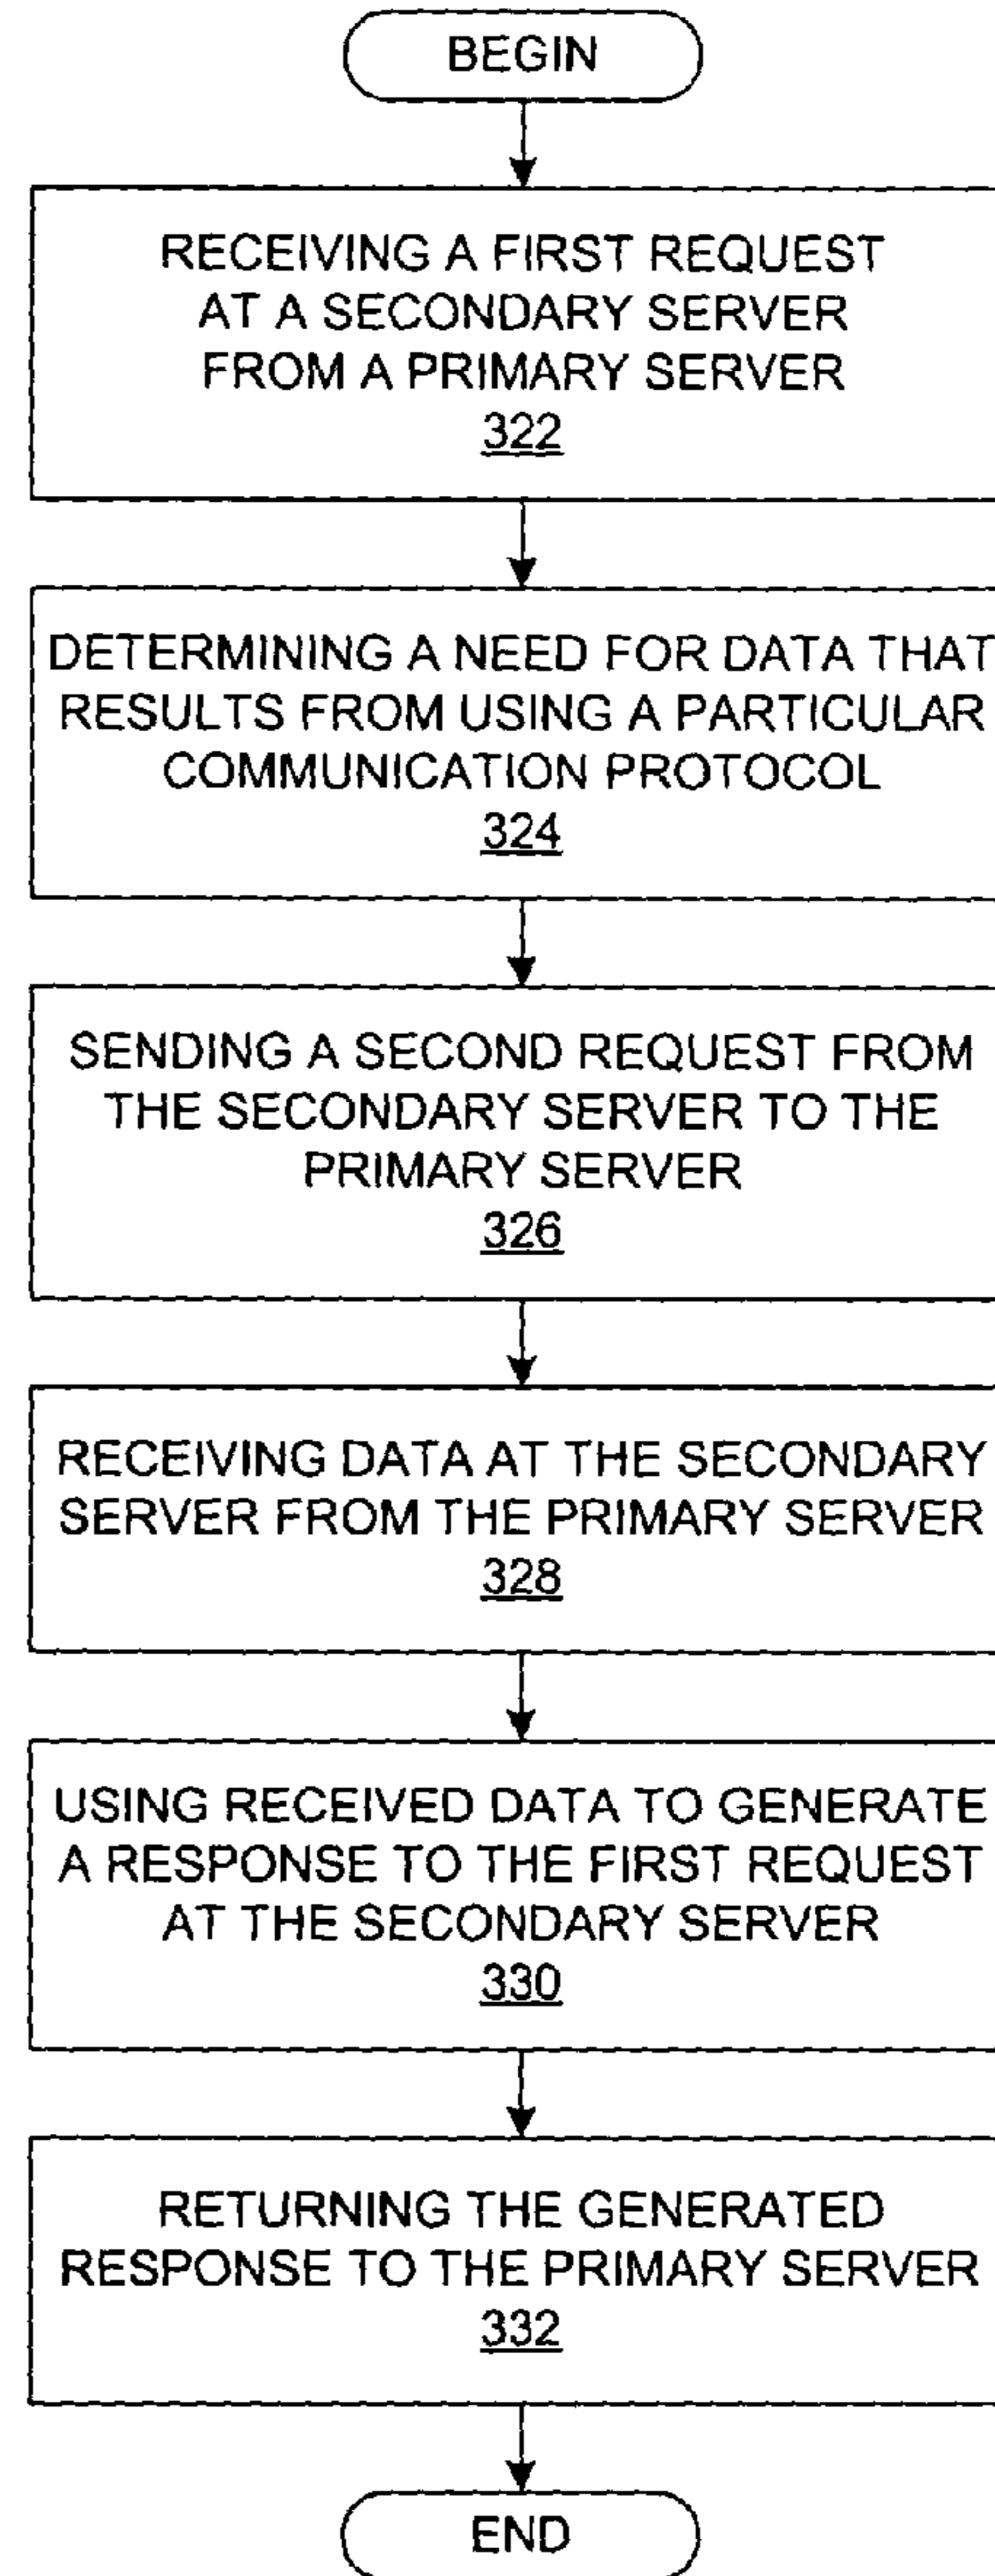 BEGIN
RECEIVING A FIRST REQUEST
AT A SECONDARY SERVER
FROM A PRIMARY SERVER
322
DETERMINING A NEED FOR DATA THAT
RESULTS FROM USING A PARTICULAR
COMMUNICATION PROTOCOL
324
SENDING A SECOND REQUEST FROM
THE SECONDARY SERVER TO THE
PRIMARY SERVER
326
RECEIVING DATA AT THE SECONDARY
SERVER FROM THE PRIMARY SERVER
328
USING RECEIVED DATA TO GENERATE
A RESPONSE TO THE FIRST REQUEST
AT THE SECONDARY SERVER
330
RETURNING THE GENERATED
RESPONSE TO THE PRIMARY SERVER
332
END